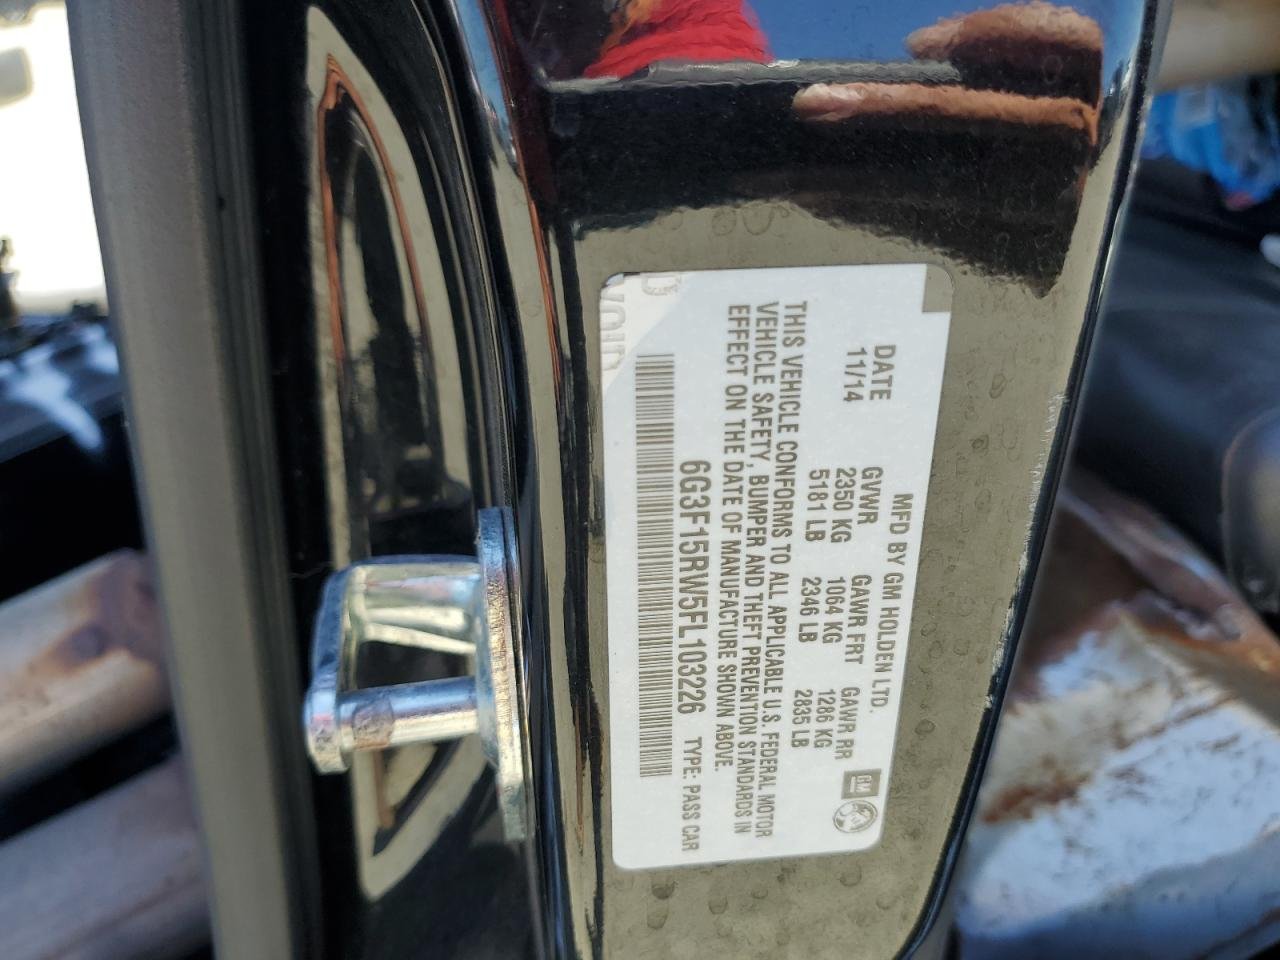 MFD BY GM HOLDEN LTD.
DATE GVWR GAWR FRT GAWR RR
11/14 2350 KG 1064 KG 1286 KG
5181 LB 2346 LB 2835 LB
GM
THIS VEHICLE CONFORMS TO ALL APPLICABLE U.S. FEDERAL MOTOR
VEHICLE SAFETY, BUMPER AND THEFT PREVENTION STANDARDS IN
EFFECT ON THE DATE OF MANUFACTURE SHOWN ABOVE.
6G3F15RW5FL103226 TYPE: PASS CAR
VOID